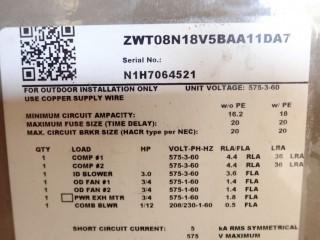 ZWT08N18V5BAA11DA7
Serial No.:
N1H7064521
FOR OUTDOOR INSTALLATION ONLY UNIT VOLTAGE: 575-3-60
USE COPPER SUPPLY WIRE
w/o PE w/ PE
MINIMUM CIRCUIT AMPACITY: 16.2 18
MAXIMUM FUSE SIZE (TIME DELAY): 20 20
MAX. CIRCUIT BRKR SIZE (HACR type per NEC): 20 20
QTY LOAD HP VOLT-PH-HZ RLA/FLA LRA
1 COMP #1 575-3-60 4.4 RLA 36 LRA
1 COMP #2 575-3-60 4.4 RLA 36 LRA
1 ID BLOWER 3.0 575-3-60 3.6 FLA
1 OD FAN #1 3/4 575-1-60 1.4 FLA
1 OD FAN #2 3/4 575-1-60 1.4 FLA
1 PWR EXH MTR 3/4 575-1-60 1.8 FLA
1 COMB BLWR 1/12 208/230-1-60 0.5 FLA
SHORT CIRCUIT CURRENT: 5 kA RMS SYMMETRICAL
575 V MAXIMUM